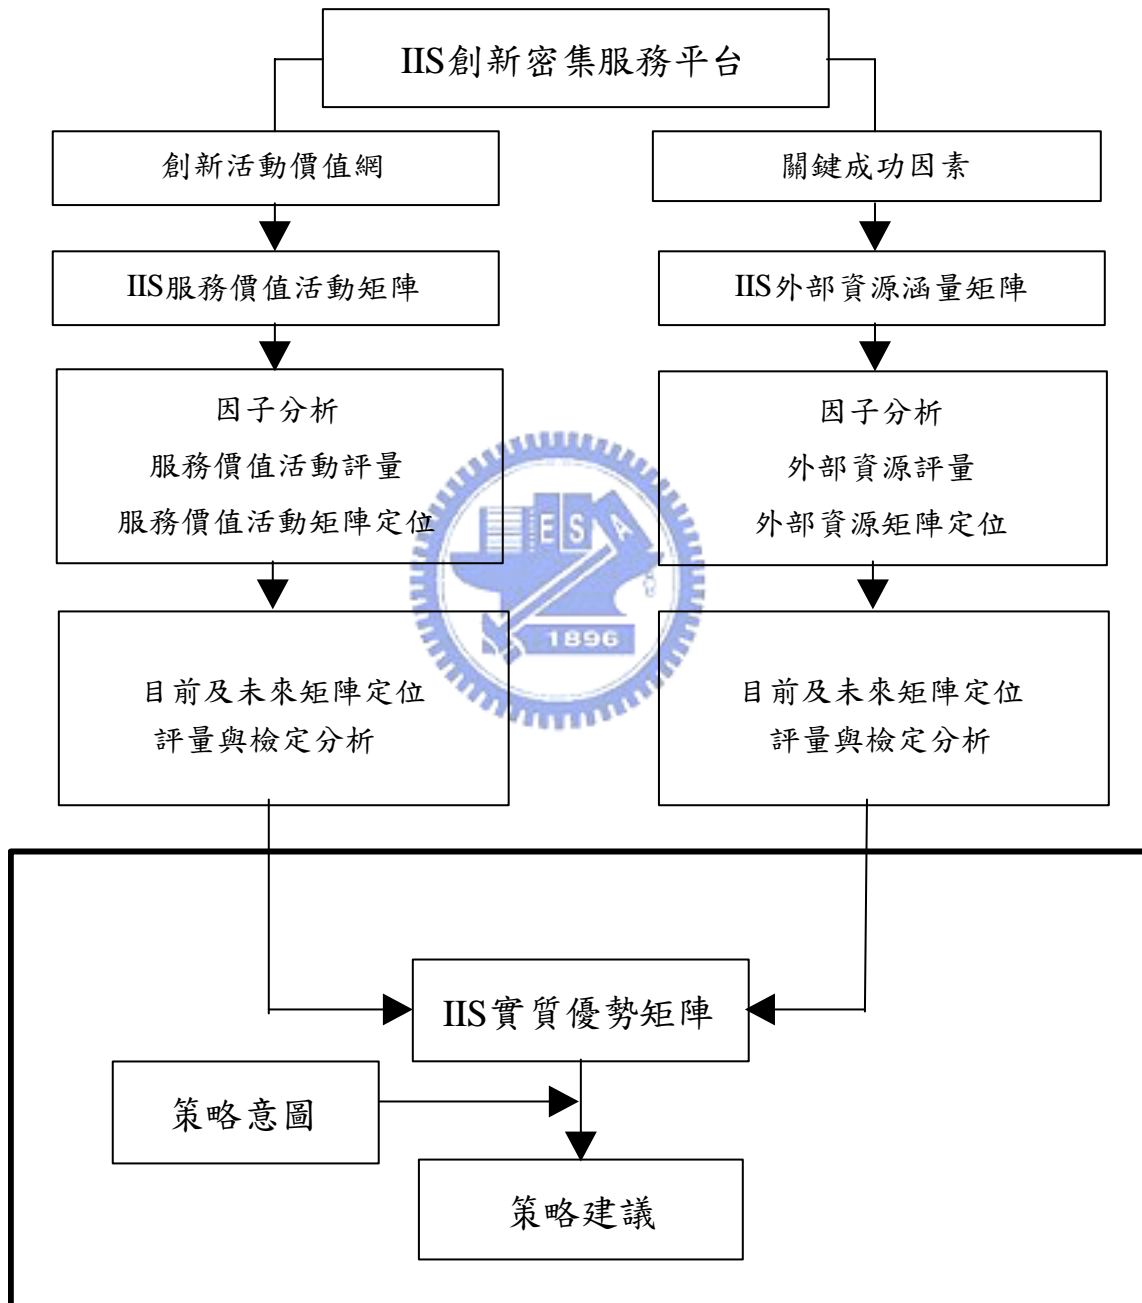 IIS創新密集服務平台
創新活動價值網
關鍵成功因素
IIS服務價值活動矩陣
IIS外部資源涵量矩陣
因子分析
服務價值活動評量
服務價值活動矩陣定位
因子分析
外部資源評量
外部資源矩陣定位
E S A
1896
目前及未來矩陣定位
評量與檢定分析
目前及未來矩陣定位
評量與檢定分析
IIS實質優勢矩陣
策略意圖
策略建議